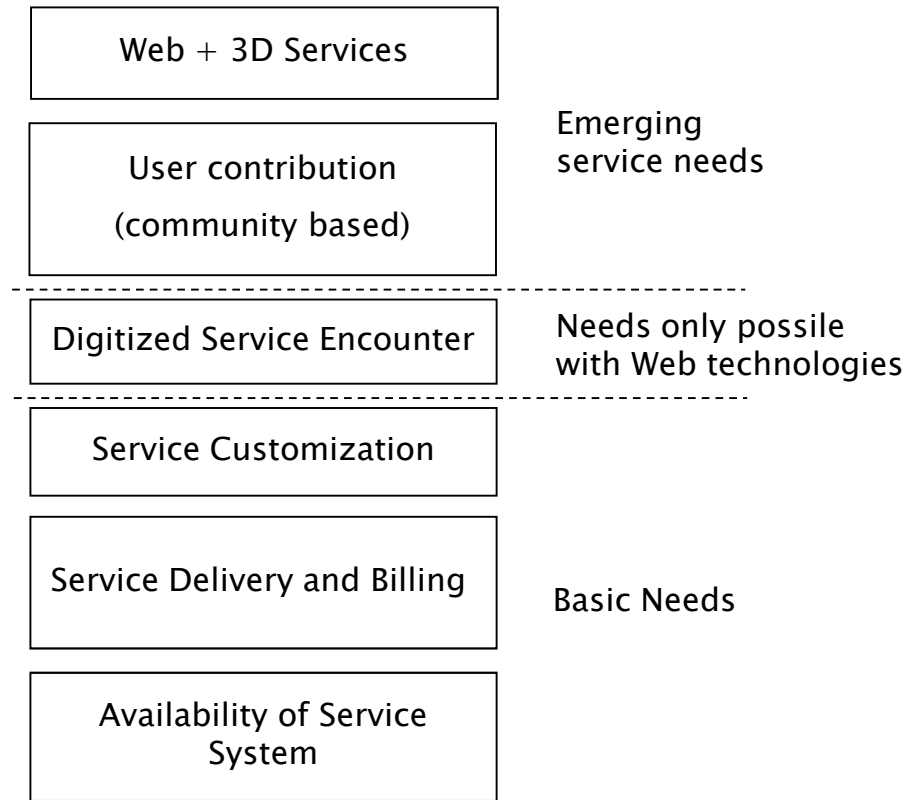 Web + 3D Services
Emerging
service needs
User contribution
(community based)
Digitized Service Encounter
Needs only possile
with Web technologies
Service Customization
Service Delivery and Billing
Basic Needs
Availability of Service
System